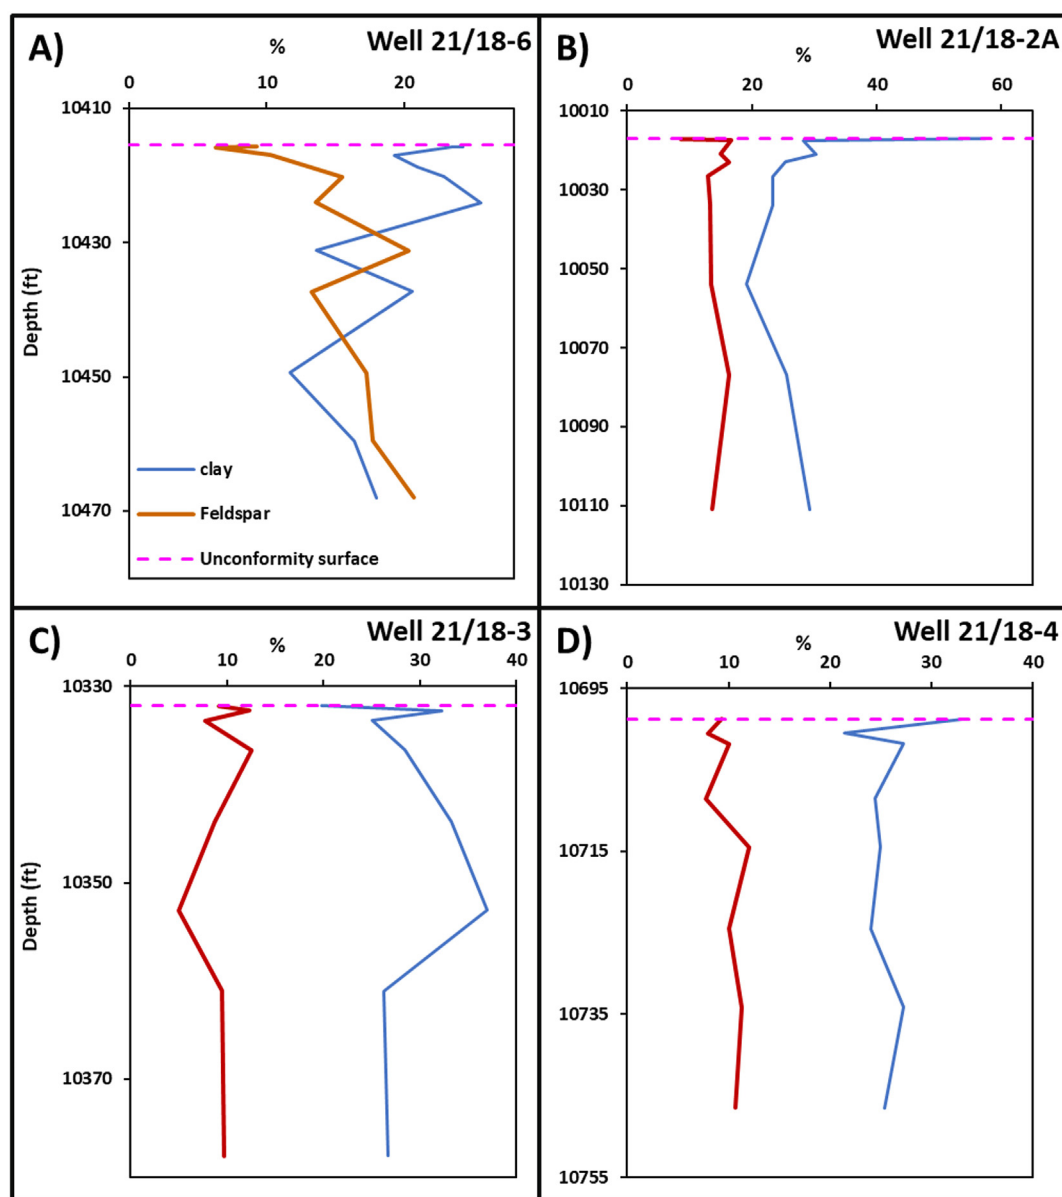 A)
Well 21/18-6
%
0 10 20
10410
10430
10450
10470
Depth (ft)
clay
Feldspar
Unconformity surface
B)
Well 21/18-2A
%
0 20 40 60
10010
10030
10050
10070
10090
10110
10130
C)
Well 21/18-3
%
0 10 20 30 40
10330
10350
10370
Depth (ft)
D)
Well 21/18-4
%
0 10 20 30 40
10695
10715
10735
10755